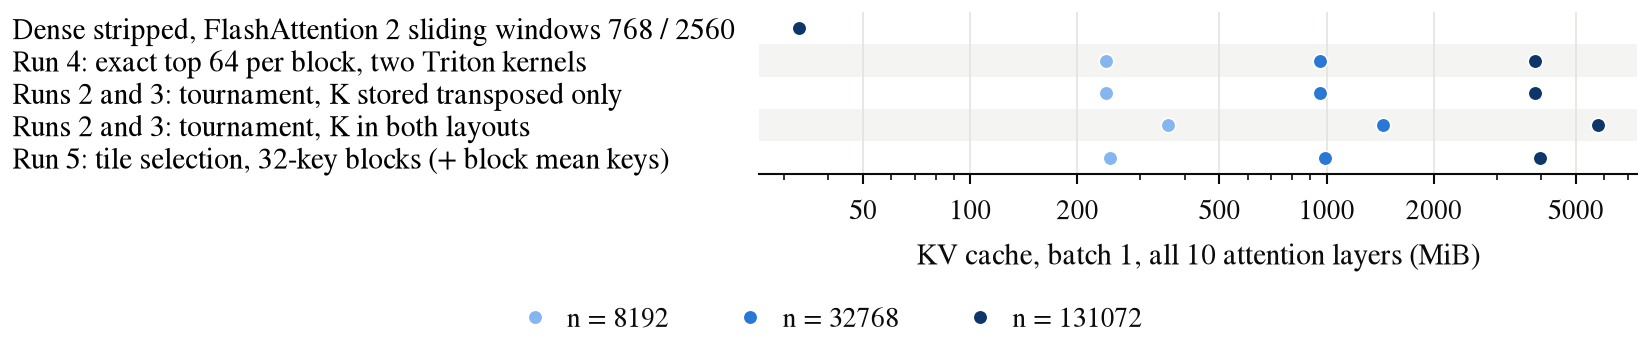 Dense stripped, FlashAttention 2 sliding windows 768 / 2560
Run 4: exact top 64 per block, two Triton kernels
Runs 2 and 3: tournament, K stored transposed only
Runs 2 and 3: tournament, K in both layouts
Run 5: tile selection, 32-key blocks (+ block mean keys)
50 100 200 500 1000 2000 5000
KV cache, batch 1, all 10 attention layers (MiB)
n = 8192 n = 32768 n = 131072